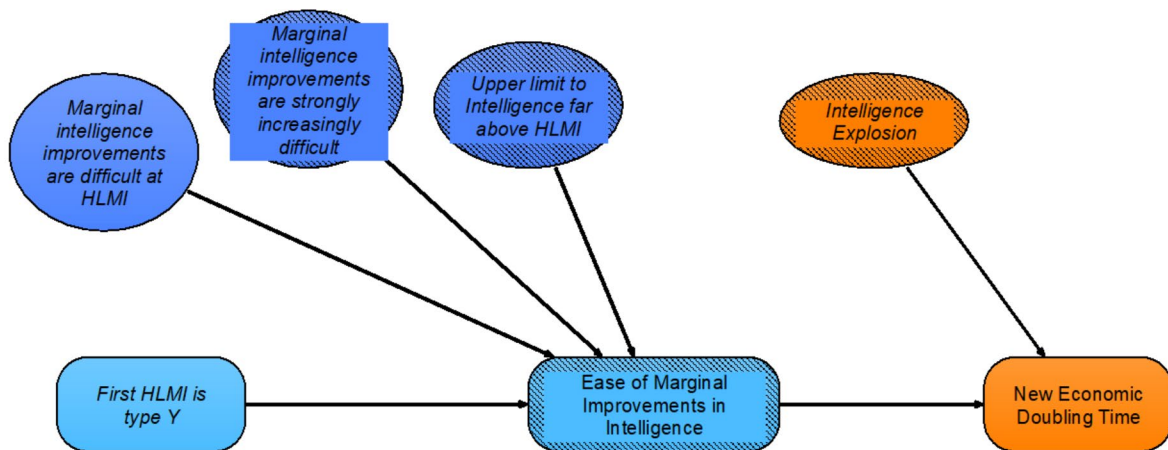 Marginal
intelligence
improvements
are difficult at
HLMI
Marginal
intelligence
improvements
are strongly
increasingly
difficult
Upper limit to
Intelligence far
above HLMI
Intelligence
Explosion
First HLMI is
type Y
Ease of Marginal
Improvements in
Intelligence
New Economic
Doubling Time